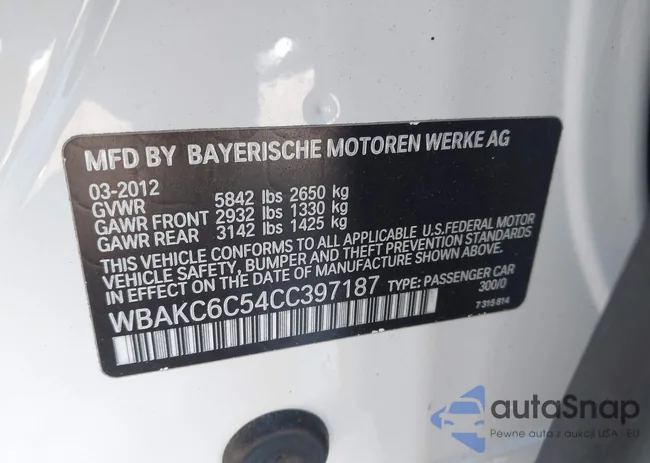 MFD BY BAYERISCHE MOTOREN WERKE AG
03-2012
GVWR 5842 lbs 2650 kg
GAWR FRONT 2932 lbs 1330 kg
GAWR REAR 3142 lbs 1425 kg
THIS VEHICLE CONFORMS TO ALL APPLICABLE U.S.FEDERAL MOTOR
VEHICLE SAFETY, BUMPER AND THEFT PREVENTION STANDARDS
IN EFFECT ON THE DATE OF MANUFACTURE SHOWN ABOVE.
WBAKC6C54CC397187 TYPE: PASSENGER CAR
300/0
7 315 814
autaSnap
Pewne auta z aukcji USA - EU